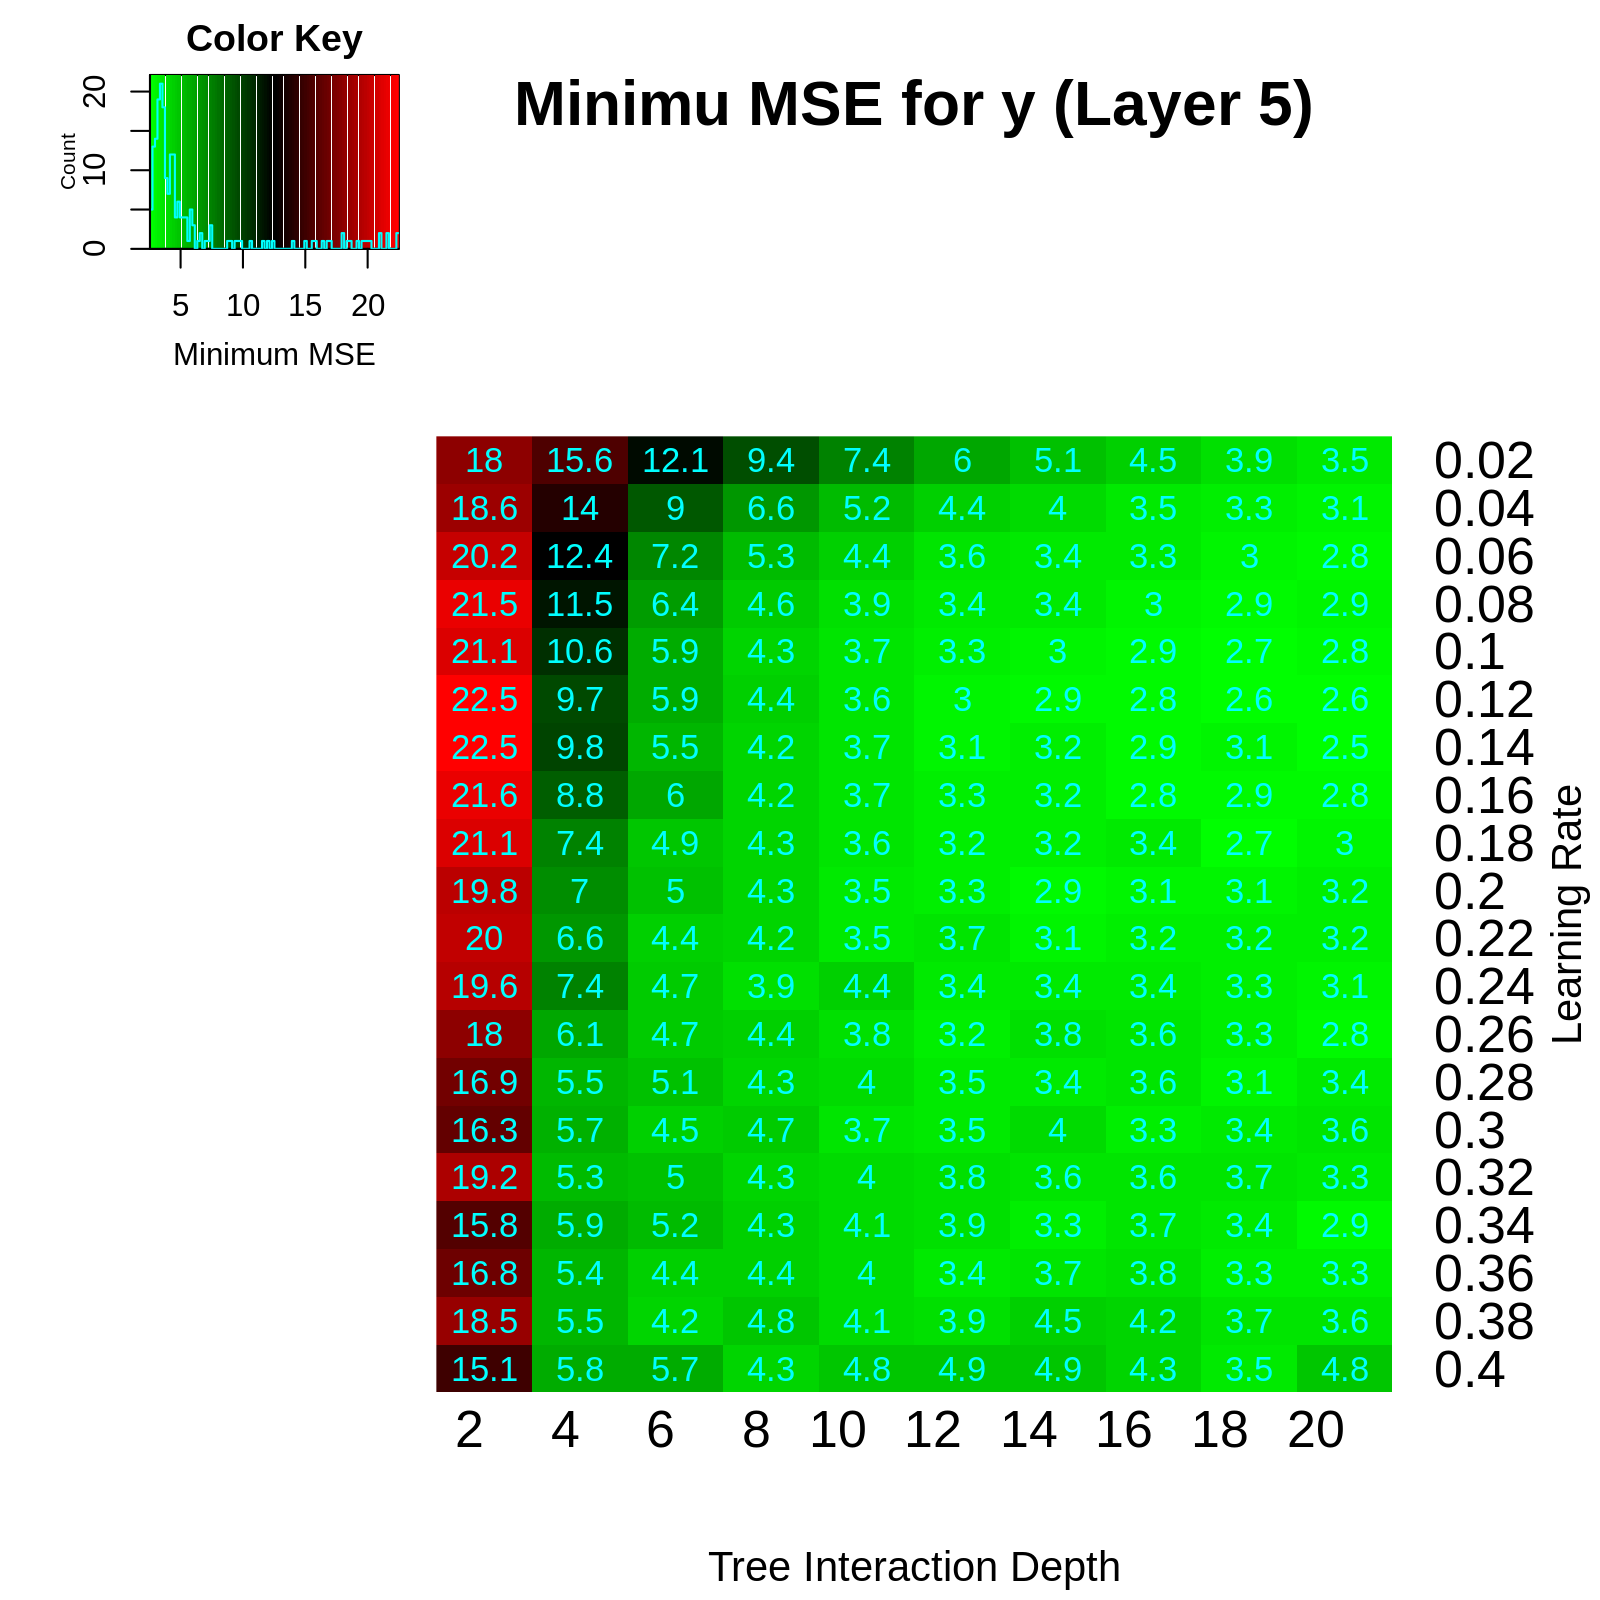 Color Key
Count
0 10 20
5 10 15 20
Minimum MSE
Minimu MSE for y (Layer 5)
18 15.6 12.1 9.4 7.4 6 5.1 4.5 3.9 3.5 0.02
18.6 14 9 6.6 5.2 4.4 4 3.5 3.3 3.1 0.04
20.2 12.4 7.2 5.3 4.4 3.6 3.4 3.3 3 2.8 0.06
21.5 11.5 6.4 4.6 3.9 3.4 3.4 3 2.9 2.9 0.08
21.1 10.6 5.9 4.3 3.7 3.3 3 2.9 2.7 2.8 0.1
22.5 9.7 5.9 4.4 3.6 3 2.9 2.8 2.6 2.6 0.12
22.5 9.8 5.5 4.2 3.7 3.1 3.2 2.9 3.1 2.5 0.14
21.6 8.8 6 4.2 3.7 3.3 3.2 2.8 2.9 2.8 0.16
21.1 7.4 4.9 4.3 3.6 3.2 3.2 3.4 2.7 3 0.18
19.8 7 5 4.3 3.5 3.3 2.9 3.1 3.1 3.2 0.2
20 6.6 4.4 4.2 3.5 3.7 3.1 3.2 3.2 3.2 0.22
19.6 7.4 4.7 3.9 4.4 3.4 3.4 3.4 3.3 3.1 0.24
18 6.1 4.7 4.4 3.8 3.2 3.8 3.6 3.3 2.8 0.26
16.9 5.5 5.1 4.3 4 3.5 3.4 3.6 3.1 3.4 0.28
16.3 5.7 4.5 4.7 3.7 3.5 4 3.3 3.4 3.6 0.3
19.2 5.3 5 4.3 4 3.8 3.6 3.6 3.7 3.3 0.32
15.8 5.9 5.2 4.3 4.1 3.9 3.3 3.7 3.4 2.9 0.34
16.8 5.4 4.4 4.4 4 3.4 3.7 3.8 3.3 3.3 0.36
18.5 5.5 4.2 4.8 4.1 3.9 4.5 4.2 3.7 3.6 0.38
15.1 5.8 5.7 4.3 4.8 4.9 4.9 4.3 3.5 4.8 0.4
Learning Rate
2 4 6 8 10 12 14 16 18 20
Tree Interaction Depth